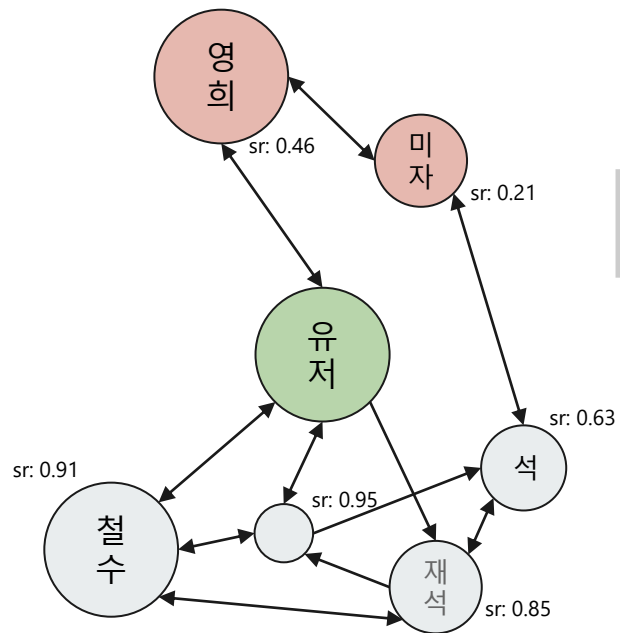 영
희
sr: 0.46
미
자
sr: 0.21
유
저
sr: 0.63
석
sr: 0.91
sr: 0.95
철
수
재
석
sr: 0.85